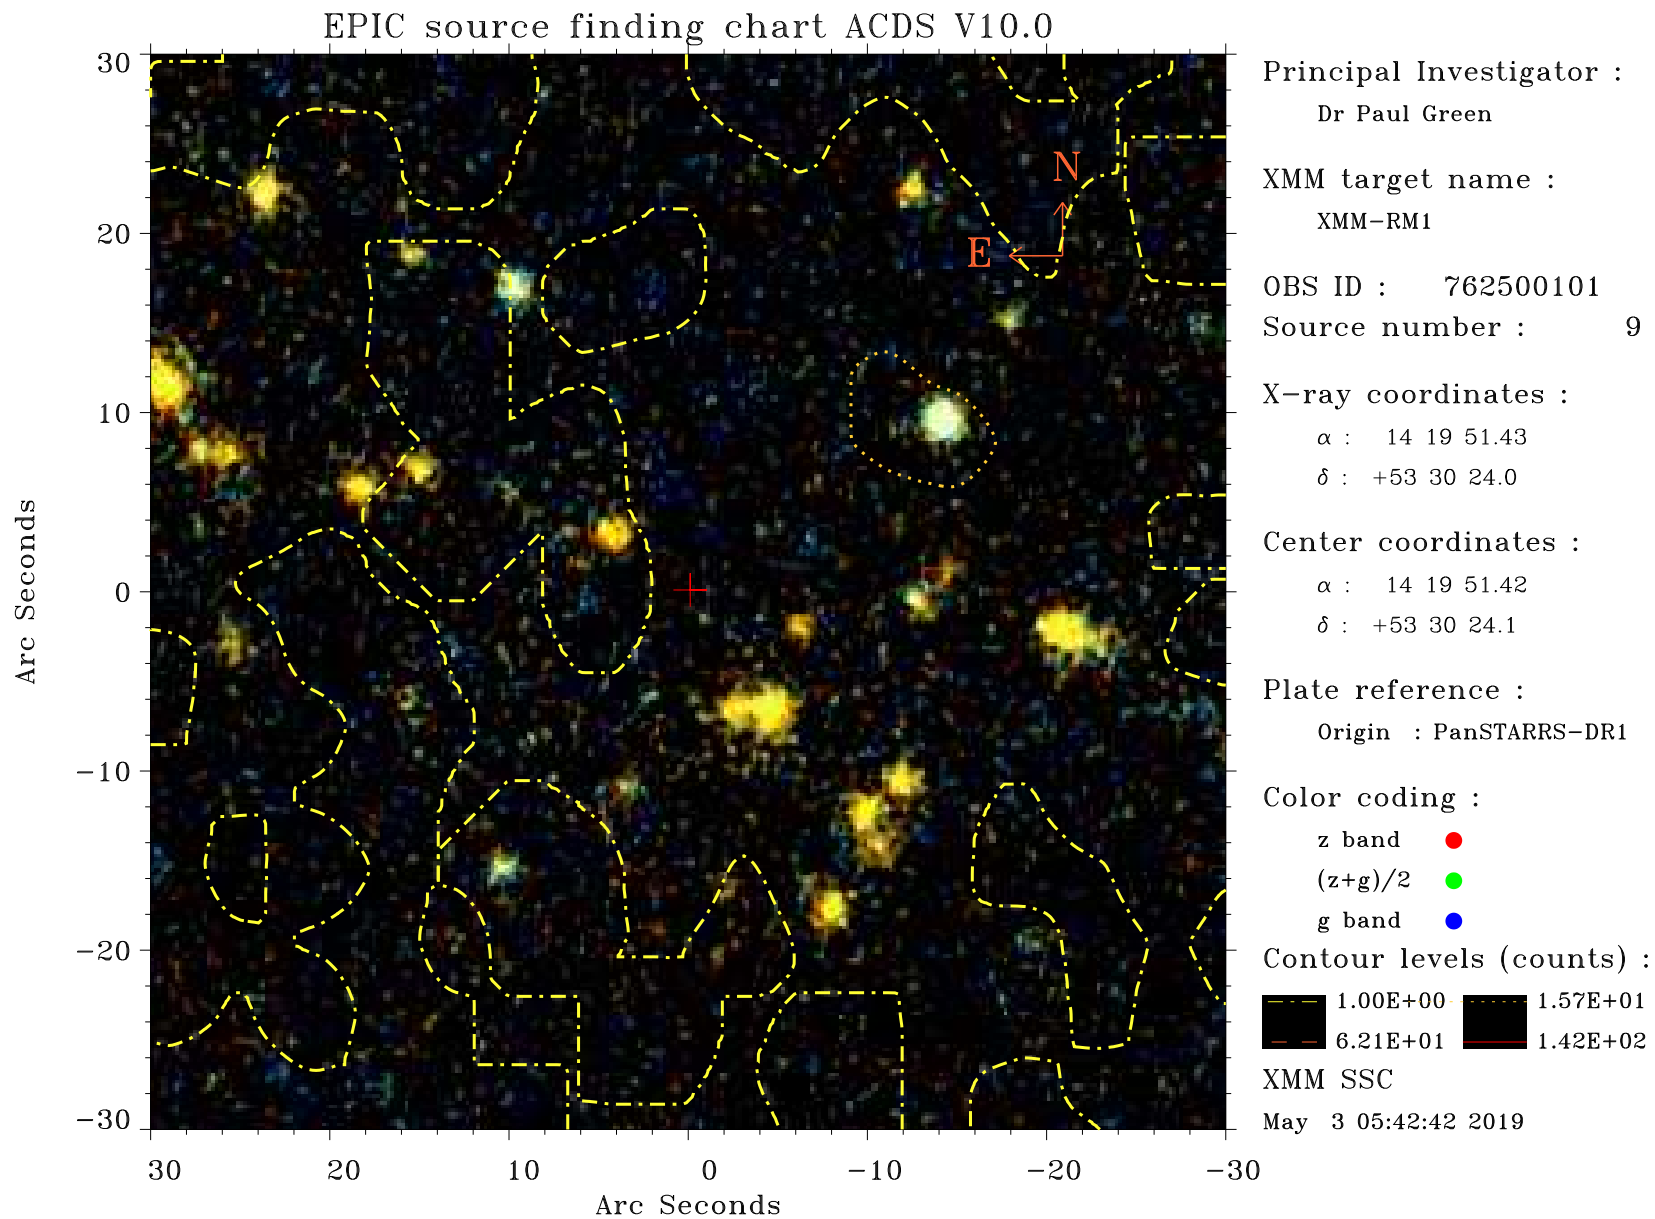 EPIC source finding chart ACDS V10.0
30
20
10
0
-10
-20
-30
Arc Seconds
30
20
10
0
-10
-20
-30
Arc Seconds
N
E
Principal Investigator :
Dr Paul Green
XMM target name :
XMM-RM1
OBS ID : 762500101
Source number : 9
X-ray coordinates :
α : 14 19 51.43
δ : +53 30 24.0
Center coordinates :
α : 14 19 51.42
δ : +53 30 24.1
Plate reference :
Origin : PanSTARRS-DR1
Color coding :
z band
(z+g)/2
g band
Contour levels (counts) :
1.00E+00 1.57E+01
6.21E+01 1.42E+02
XMM SSC
May 3 05:42:42 2019